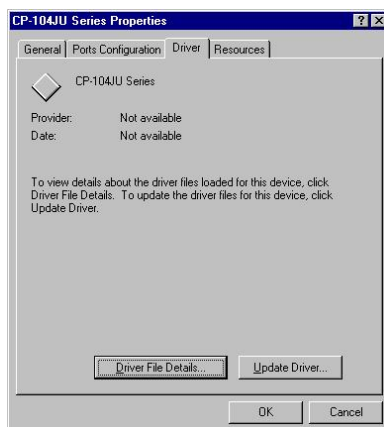 CP-104JU Series Properties
General Ports Configuration Driver Resources
CP-104JU Series
Provider: Not available
Date: Not available
To view details about the driver files loaded for this device, click
Driver File Details. To update the driver files for this device, click
Update Driver.
Driver File Details... Update Driver...
OK Cancel